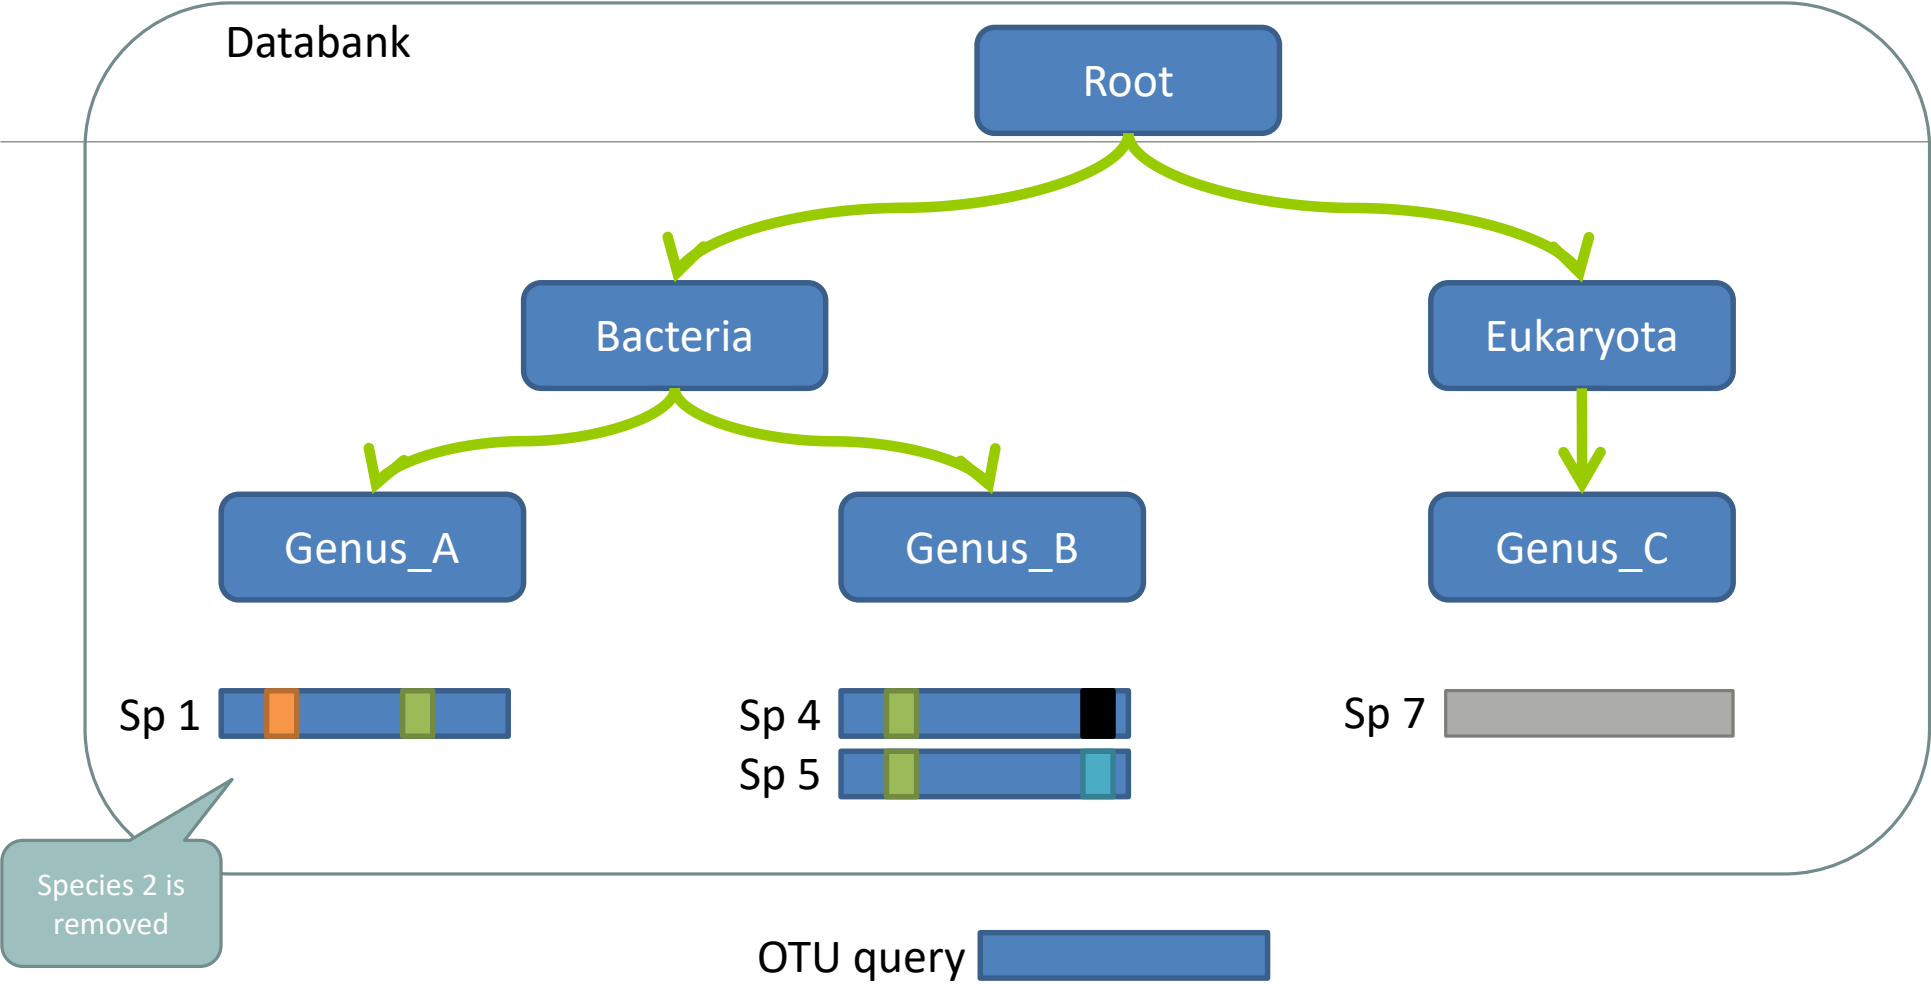 Databank
Root
Bacteria
Eukaryota
Genus_A
Genus_B
Genus_C
Sp 1
Sp 4
Sp 7
Sp 5
Species 2 is
removed
OTU query